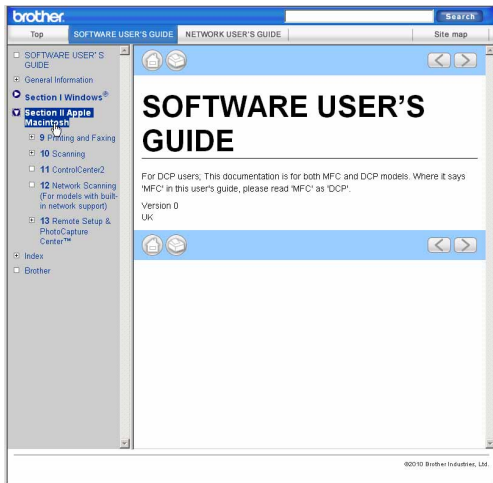 brother.
Search
Top
SOFTWARE USER'S GUIDE
NETWORK USER'S GUIDE
Site map
SOFTWARE USER'S
GUIDE
General Information
Section I Windows®
Section II Apple
Macintosh
9 Printing and Faxing
10 Scanning
11 ControlCenter2
12 Network Scanning
(For models with built-
in network support)
13 Remote Setup &
PhotoCapture
Center™
Index
Brother
SOFTWARE USER'S
GUIDE
For DCP users; This documentation is for both MFC and DCP models. Where it says
'MFC' in this user's guide, please read 'MFC' as 'DCP'.
Version 0
UK
©2010 Brother Industries, Ltd.